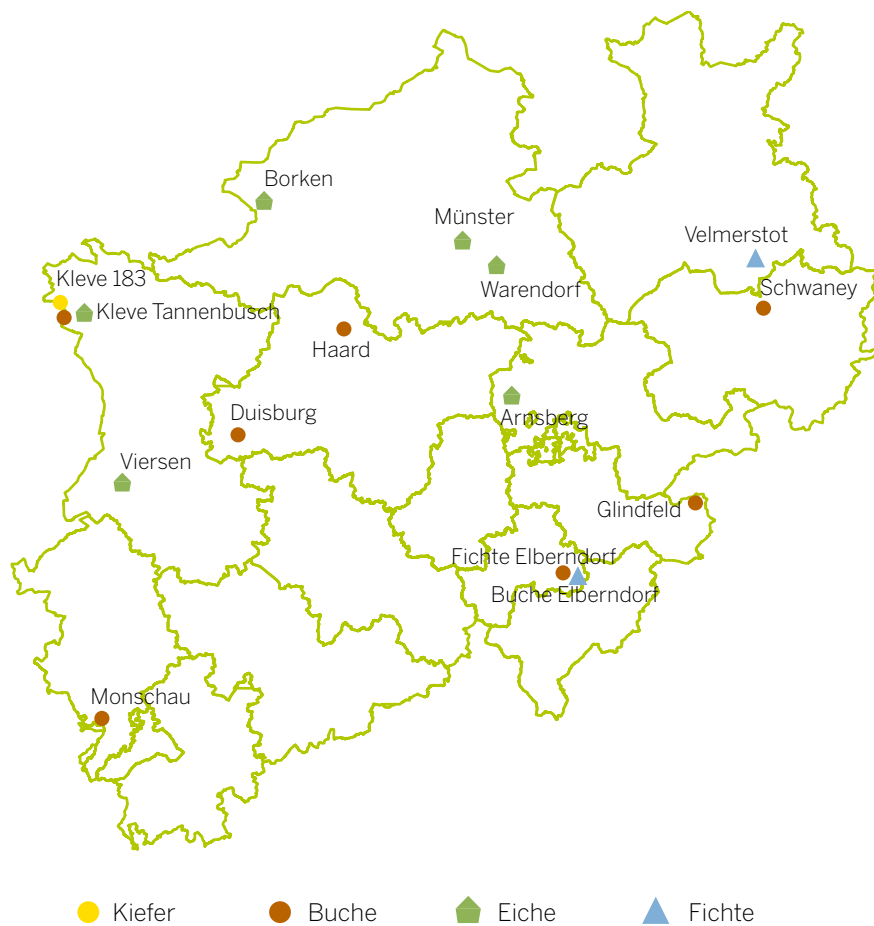 Borken
Münster
Velmerstot
Warendorf
Kleve 183
Schwaney
Kleve Tannenbusch
Haard
Duisburg
Arnsberg
Viersen
Glindfeld
Fichte Elberndorf
Buche Elberndorf
Monschau
Kiefer Buche Eiche Fichte